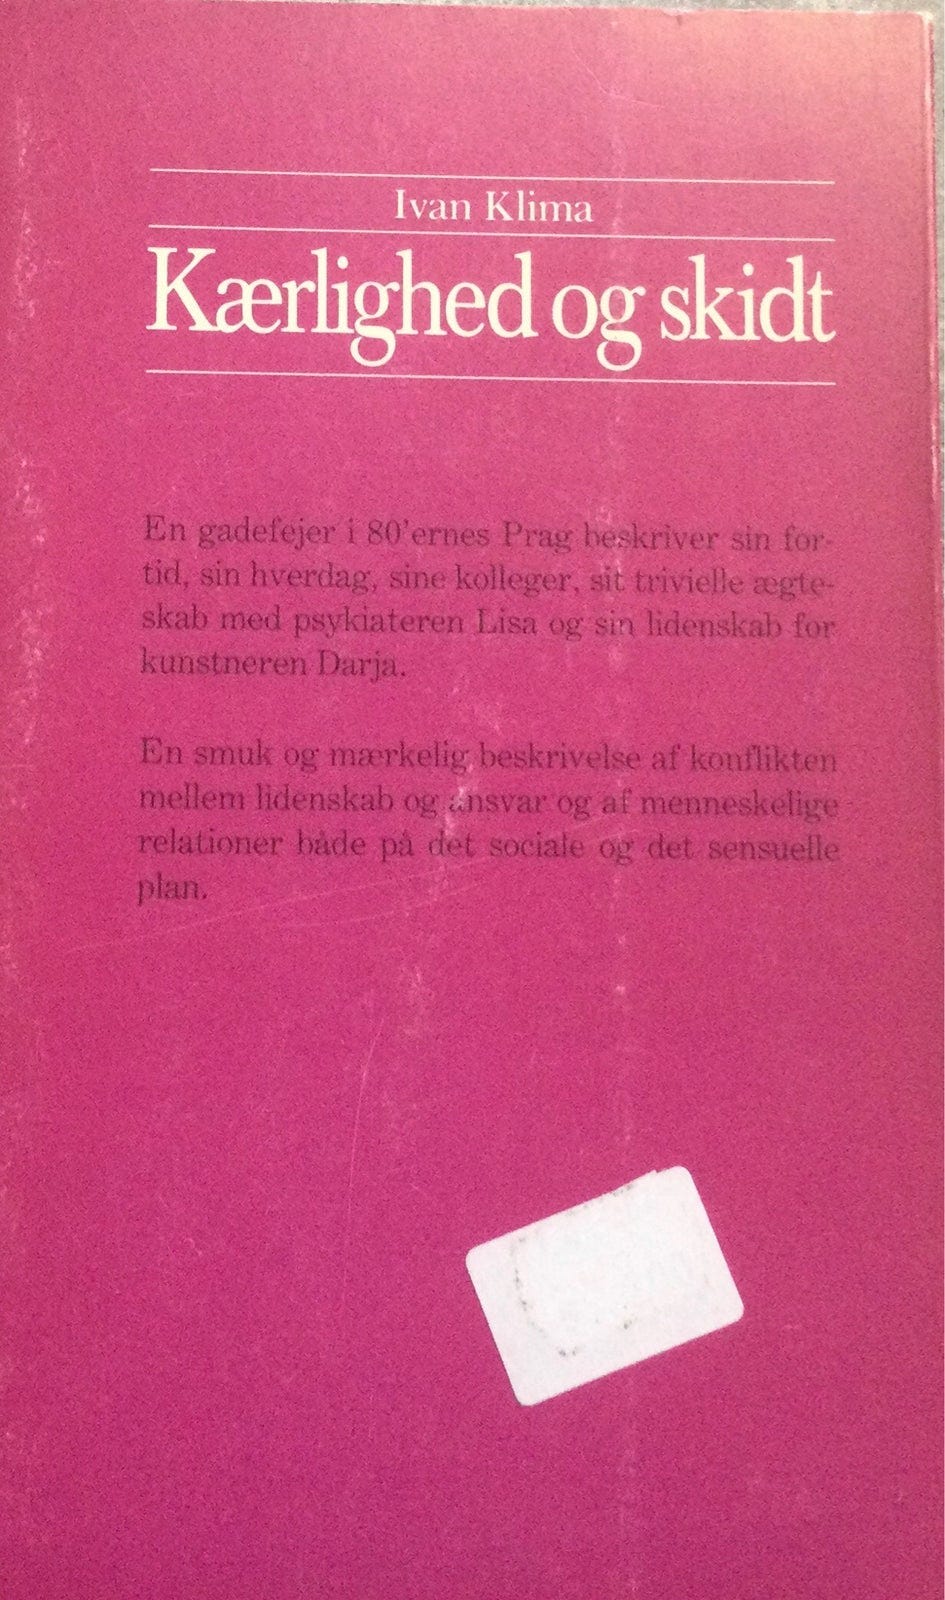 Ivan Klima
Kærlighed og skidt
En gadefejer i 80'ernes Prag beskriver sin for-
tid, sin hverdag, sine kolleger, sit trivielle ægte-
skab med psykiateren Lisa og sin lidenskab for
kunstneren Darja.
En smuk og mærkelig beskrivelse af konflikten
mellem lidenskab og ansvar og af menneskelige
relationer både på det sociale og det sensuelle
plan.